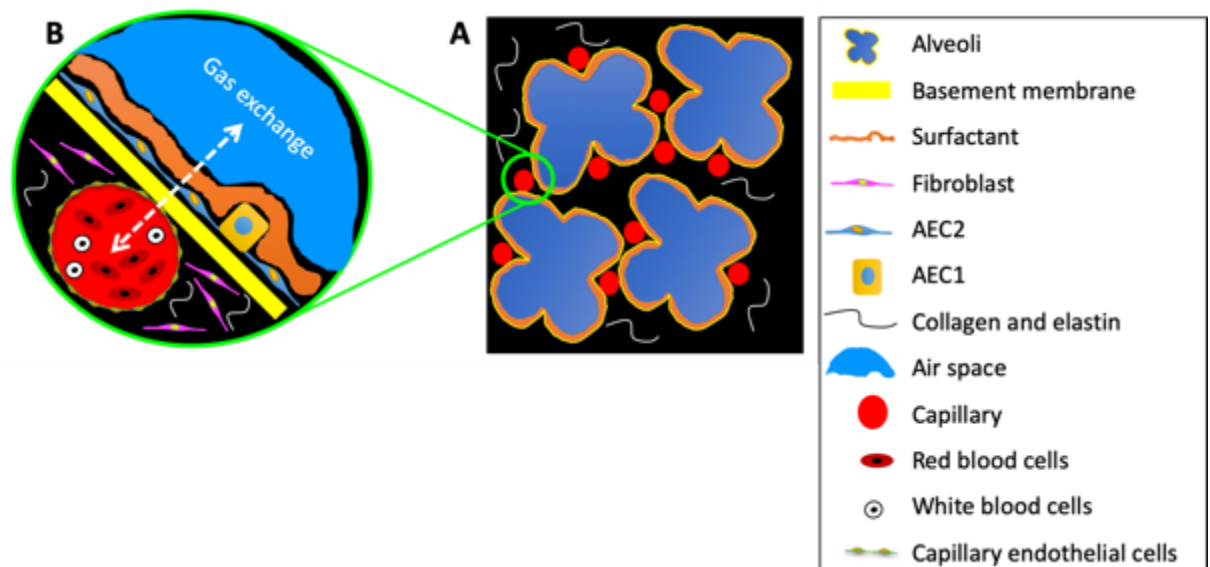 B
Gas exchange
A
Alveoli
Basement membrane
Surfactant
Fibroblast
AEC2
AEC1
Collagen and elastin
Air space
Capillary
Red blood cells
White blood cells
Capillary endothelial cells